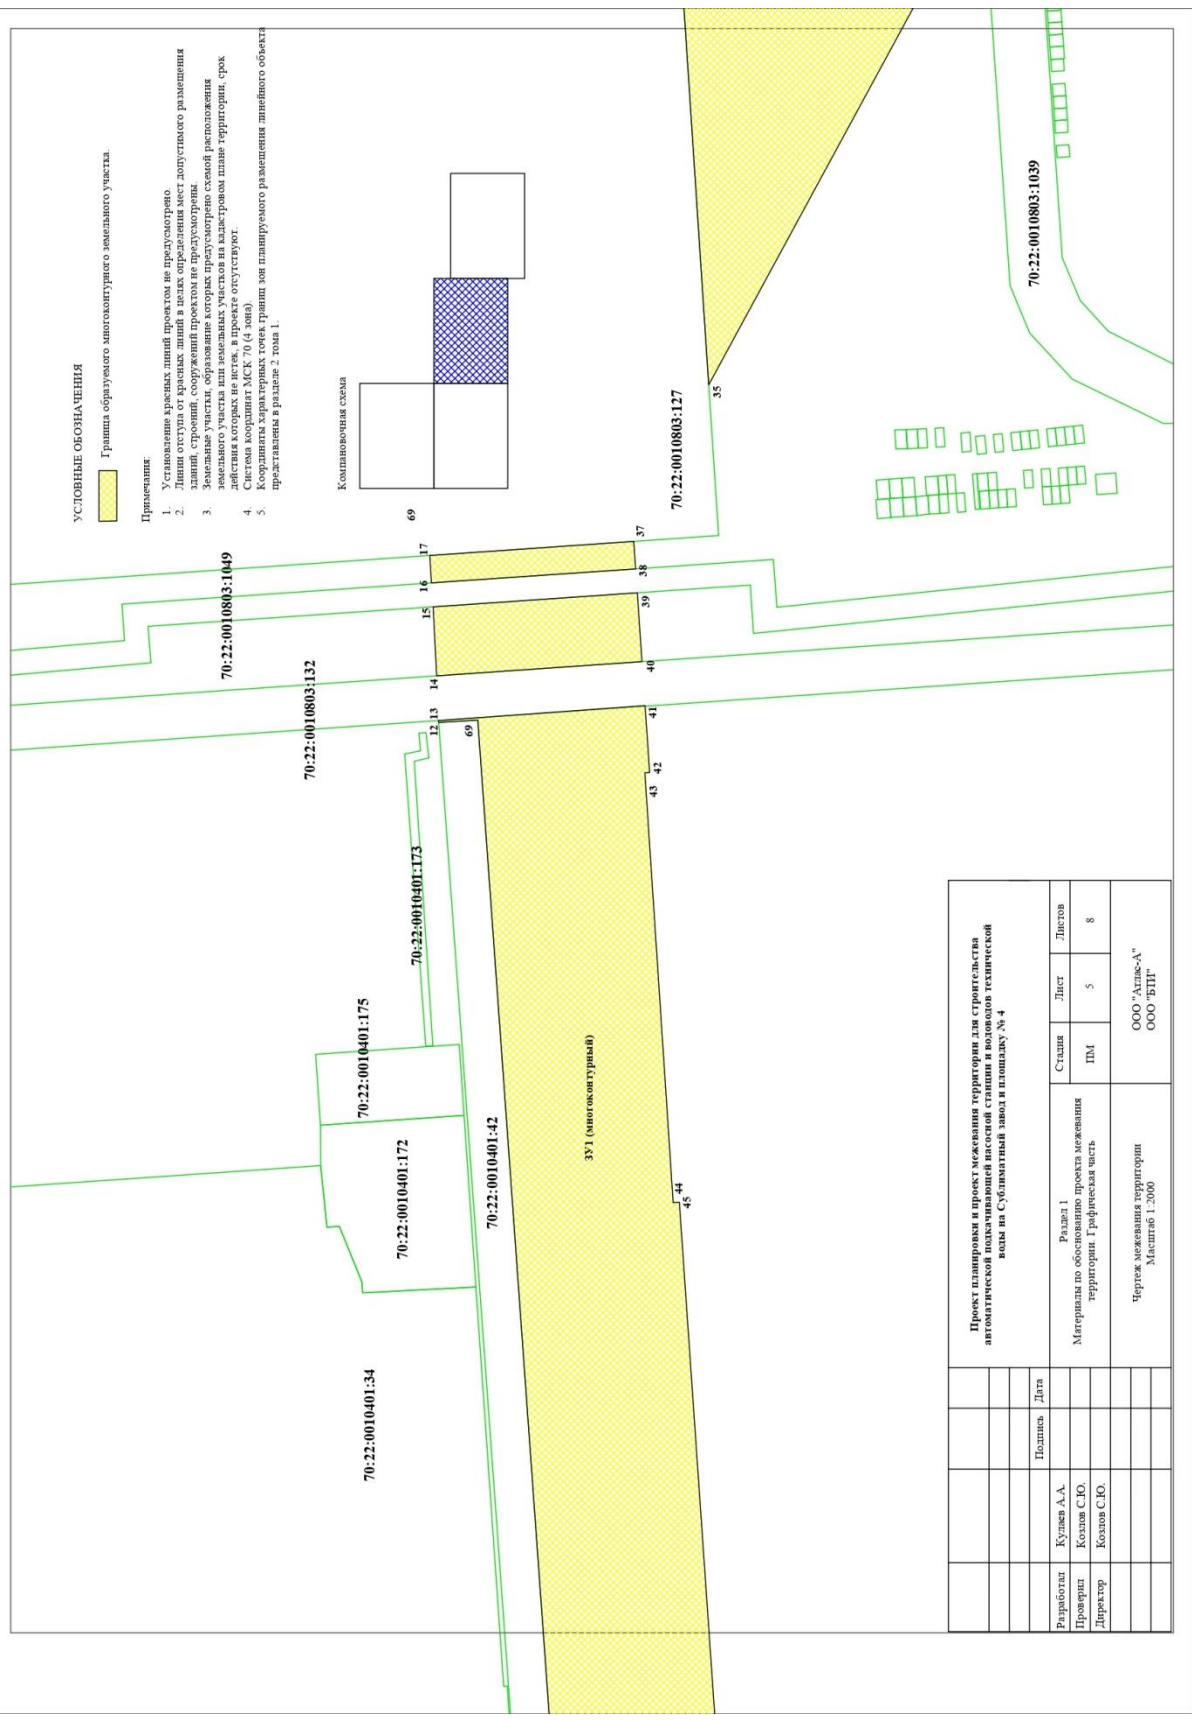 УСЛОВНЫЕ ОБОЗНАЧЕНИЯ
Граница образуемого многоконтурного земельного участка.
Примечания:
1. Установление красных линий проектом не предусмотрено.
2. Линии отступа от красных линий в целях определения мест допустимого размещения
зданий, строений, сооружений проектом не предусмотрены.
3. Земельные участки, образование которых предусмотрено схемой расположения
земельного участка или земельных участков на кадастровом плане территории, срок
действия которых не истек, в проекте отсутствуют.
4. Система координат МСК 70 (4 зона).
5. Координаты характерных точек границ зон планируемого размещения линейного объекта
представлены в разделе 2 тома 1.
Компановочная схема
70:22:0010803:1049
70:22:0010803:132
70:22:0010401:173
70:22:0010401:175
70:22:0010401:172
70:22:0010401:34
70:22:0010401:42
70:22:0010803:127
70:22:0010803:1039
ЗУ1 (многоконтурный)
69
17
16
15
14
13
12
69
37
38
39
40
41
42
43
44
45
35
Проект планировки и проект межевания территории для строительства
автоматической подкачивающей насосной станции и водоводов технической
воды на Сублиматный завод и площадку № 4
Раздел 1
Материалы по обоснованию проекта межевания
территории. Графическая часть
Стадия Лист Листов
ПМ 5 8
Чертеж межевания территории
Масштаб 1:2000
ООО "Атлас-А"
ООО "БТИ"
Подпись Дата
Разработал Кулаев А.А.
Проверил Козлов С.Ю.
Директор Козлов С.Ю.